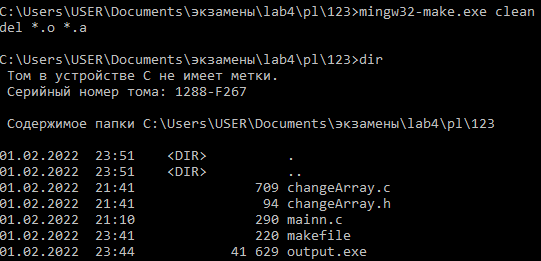 C:\Users\USER\Documents\экзамены\lab4\pl\123>mingw32-make.exe clean
del *.o *.a
C:\Users\USER\Documents\экзамены\lab4\pl\123>dir
Том в устройстве C не имеет метки.
Серийный номер тома: 1288-F267
Содержимое папки C:\Users\USER\Documents\экзамены\lab4\pl\123
01.02.2022 23:51 <DIR> .
01.02.2022 23:51 <DIR> ..
01.02.2022 21:41 709 changeArray.c
01.02.2022 21:41 94 changeArray.h
01.02.2022 21:10 290 mainn.c
01.02.2022 23:41 220 makefile
01.02.2022 23:44 41 629 output.exe